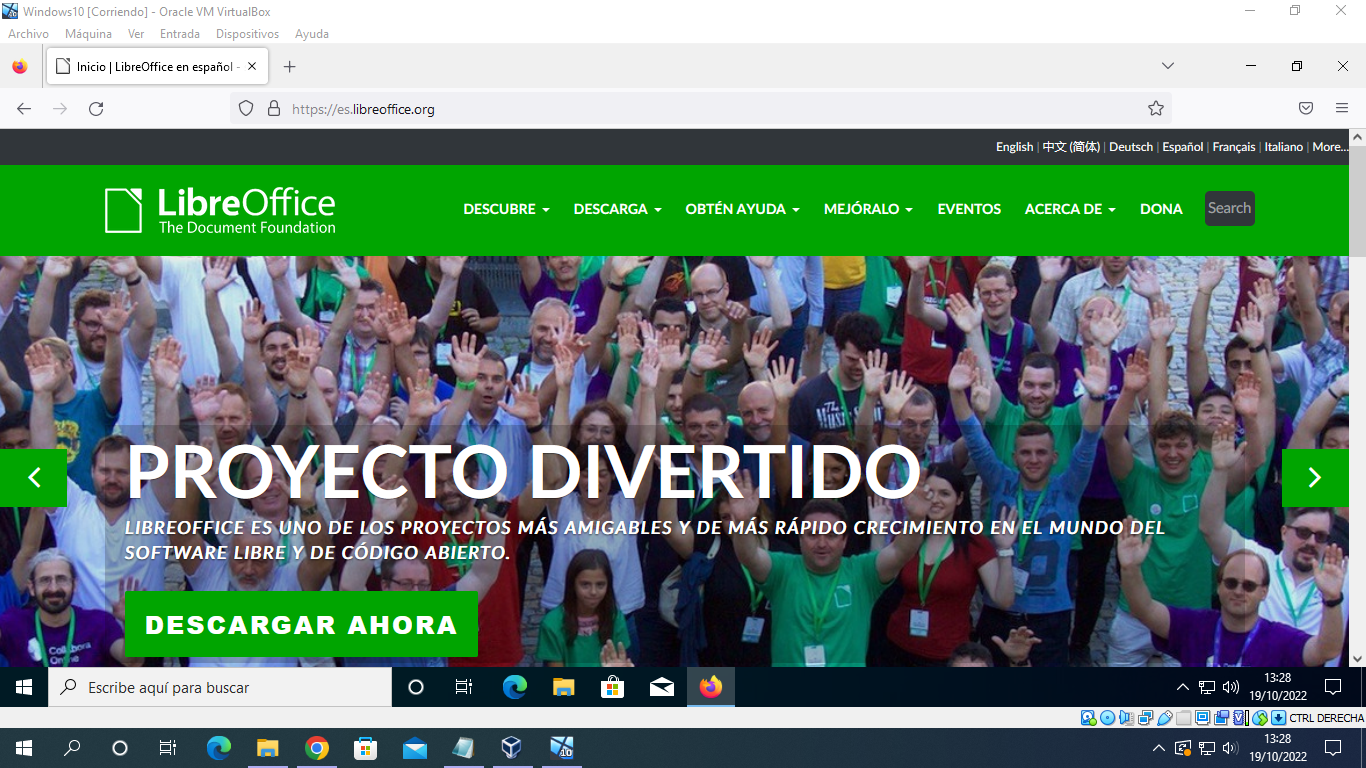 Windows10 [Corriendo] - Oracle VM VirtualBox
Archivo Máquina Ver Entrada Dispositivos Ayuda
Inicio | LibreOffice en español -
https://es.libreoffice.org
English | 中文 (简体) | Deutsch | Español | Français | Italiano | More...
LibreOffice
The Document Foundation
DESCUBRE DESCARGA OBTÉN AYUDA MEJÓRALO EVENTOS ACERCA DE DONA Search
PROYECTO DIVERTIDO
LIBREOFFICE ES UNO DE LOS PROYECTOS MÁS AMIGABLES Y DE MÁS RÁPIDO CRECIMIENTO EN EL MUNDO DEL
SOFTWARE LIBRE Y DE CÓDIGO ABIERTO.
DESCARGAR AHORA
Collabora
Online
Escribe aquí para buscar
13:28
19/10/2022
CTRL DERECHA
10
13:28
19/10/2022